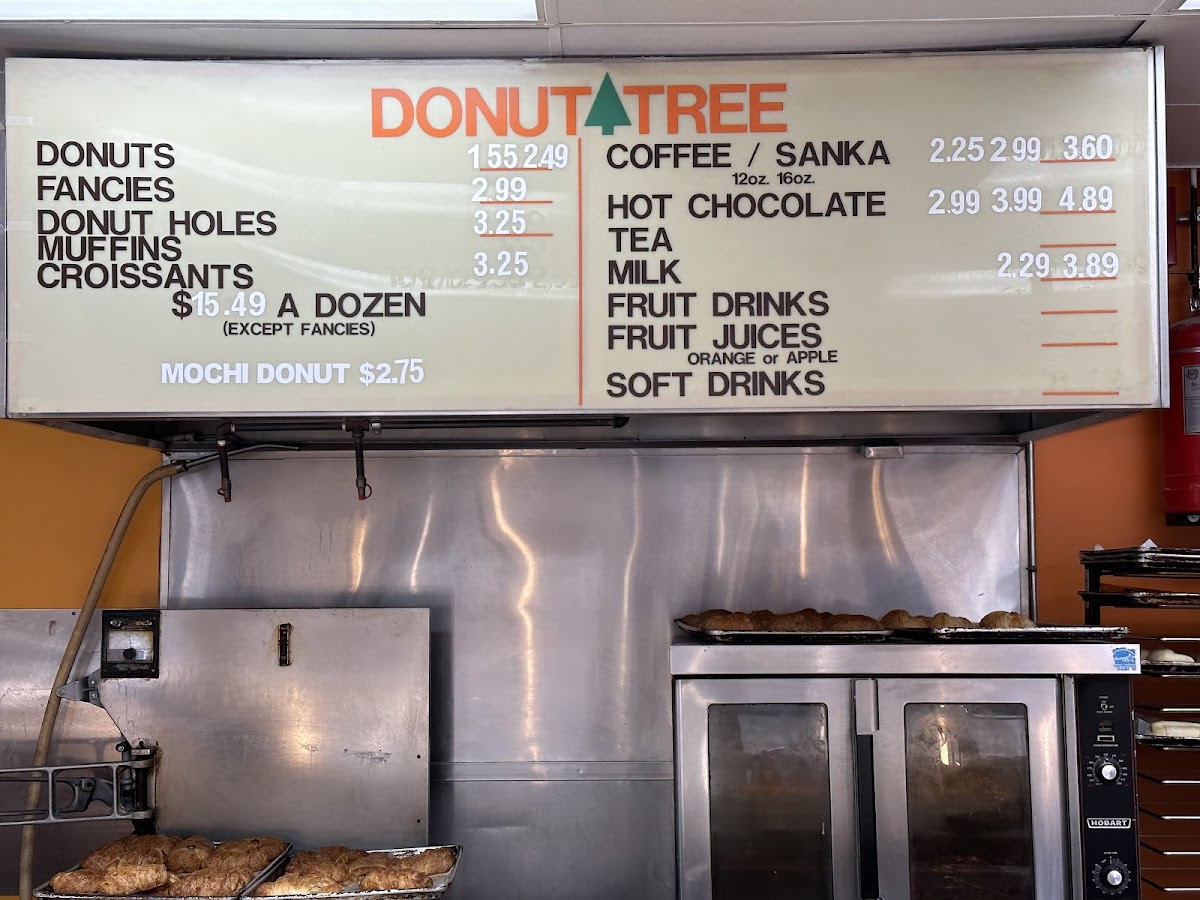 DONUT TREE
DONUTS 1 55 2.49
FANCIES 2.99
DONUT HOLES 3.25
MUFFINS
CROISSANTS 3.25
$15.49 A DOZEN
(EXCEPT FANCIES)
MOCHI DONUT $2.75
COFFEE / SANKA 2.25 2.99 3.60
12oz. 16oz.
HOT CHOCOLATE 2.99 3.99 4.89
TEA
MILK 2.29 3.89
FRUIT DRINKS
FRUIT JUICES
ORANGE or APPLE
SOFT DRINKS
HOBART